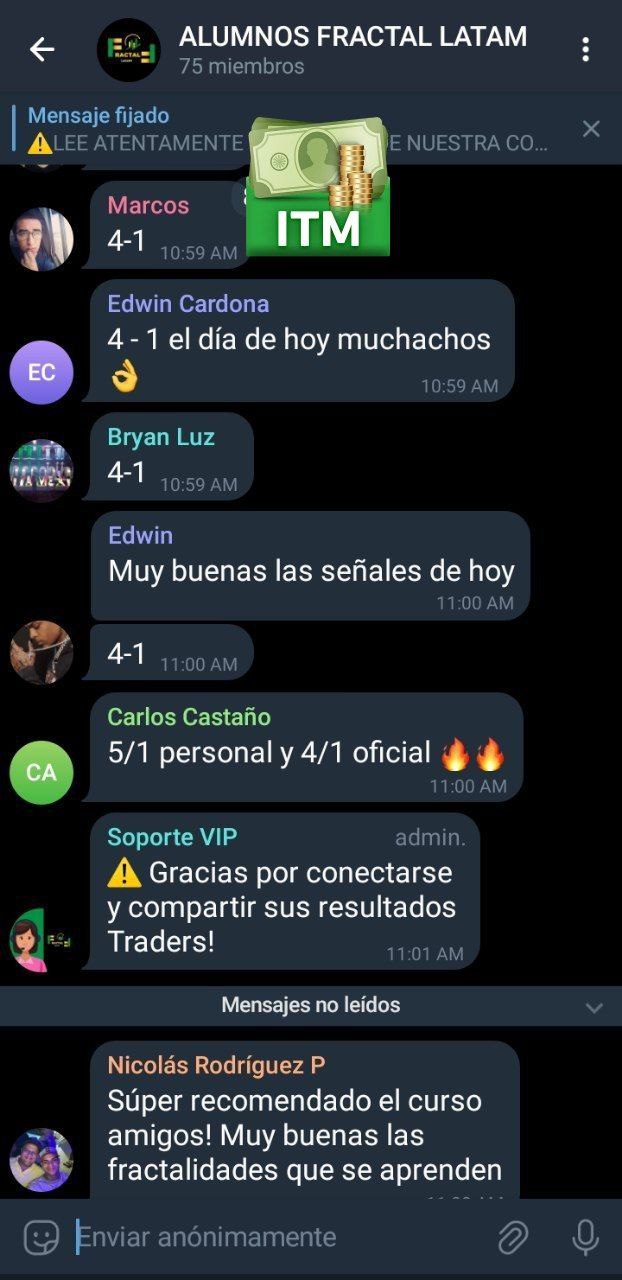 ALUMNOS FRACTAL LATAM
75 miembros
Mensaje fijado
⚠️LEE ATENTAMENTE E NUESTRA CO...
ITM
Marcos
4-1 10:59 AM
Edwin Cardona
4 - 1 el día de hoy muchachos
👌 10:59 AM
EC
Bryan Luz
4-1 10:59 AM
Edwin
Muy buenas las señales de hoy
11:00 AM
4-1 11:00 AM
Carlos Castaño
5/1 personal y 4/1 oficial 🔥🔥
11:00 AM
CA
Soporte VIP admin.
⚠️ Gracias por conectarse
y compartir sus resultados
Traders! 11:01 AM
Mensajes no leídos
Nicolás Rodríguez P
Súper recomendado el curso
amigos! Muy buenas las
fractalidades que se aprenden
Enviar anónimamente